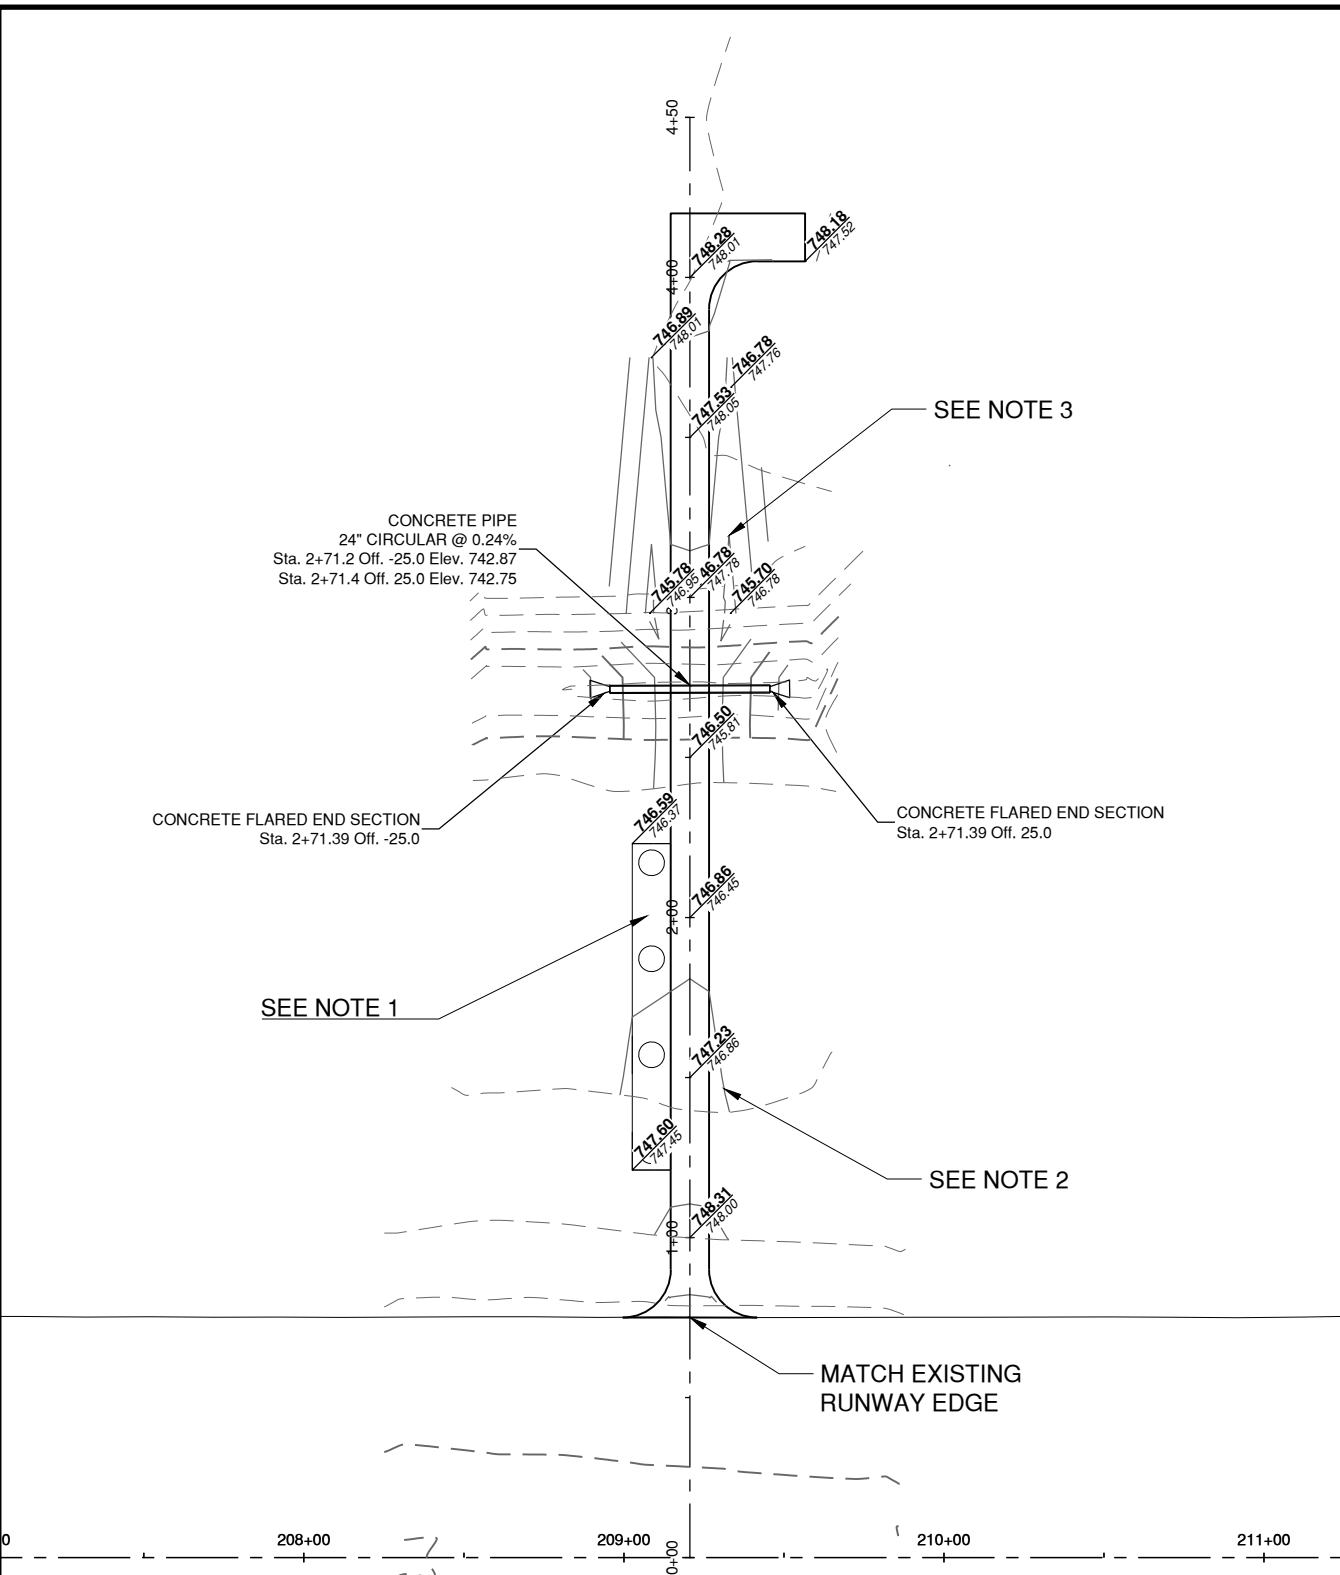 4+50
748.18
747.52
748.28
748.01
4+00
746.89
748.01
746.78
747.76
747.53
748.05
SEE NOTE 3
CONCRETE PIPE
24" CIRCULAR @ 0.24%
Sta. 2+71.2 Off. -25.0 Elev. 742.87
Sta. 2+71.4 Off. 25.0 Elev. 742.75
745.78
746.95
46.78
747.78
745.70
746.78
746.50
745.81
CONCRETE FLARED END SECTION
Sta. 2+71.39 Off. -25.0
CONCRETE FLARED END SECTION
Sta. 2+71.39 Off. 25.0
746.59
746.37
746.86
746.45
2+00
SEE NOTE 1
747.23
746.86
747.60
747.45
SEE NOTE 2
748.31
748.00
1+00
MATCH EXISTING
RUNWAY EDGE
0
208+00
209+00
0+00
210+00
211+00